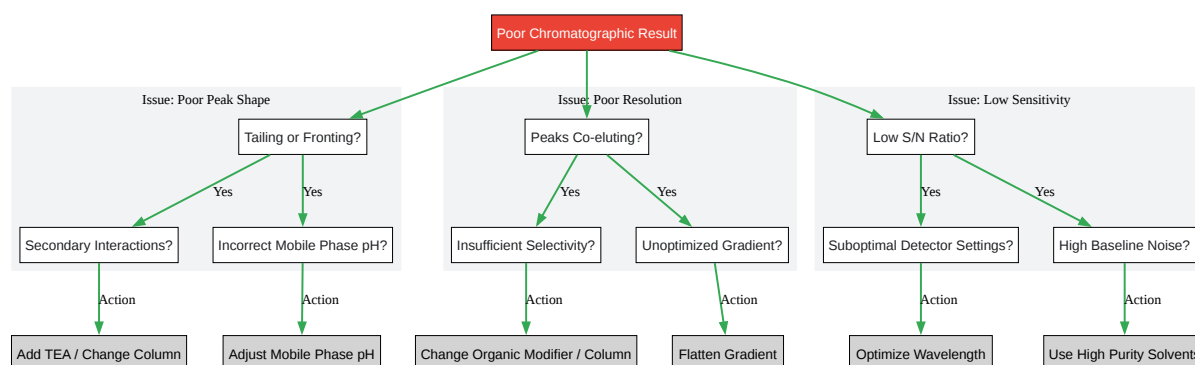 Poor Chromatographic Result
Issue: Poor Peak Shape
Issue: Poor Resolution
Issue: Low Sensitivity
Tailing or Fronting?
Peaks Co-eluting?
Low S/N Ratio?
Yes
Yes
Yes
Yes
Yes
Yes
Secondary Interactions?
Incorrect Mobile Phase pH?
Insufficient Selectivity?
Unoptimized Gradient?
Suboptimal Detector Settings?
High Baseline Noise?
Action
Action
Action
Action
Action
Action
Add TEA / Change Column
Adjust Mobile Phase pH
Change Organic Modifier / Column
Flatten Gradient
Optimize Wavelength
Use High Purity Solvents